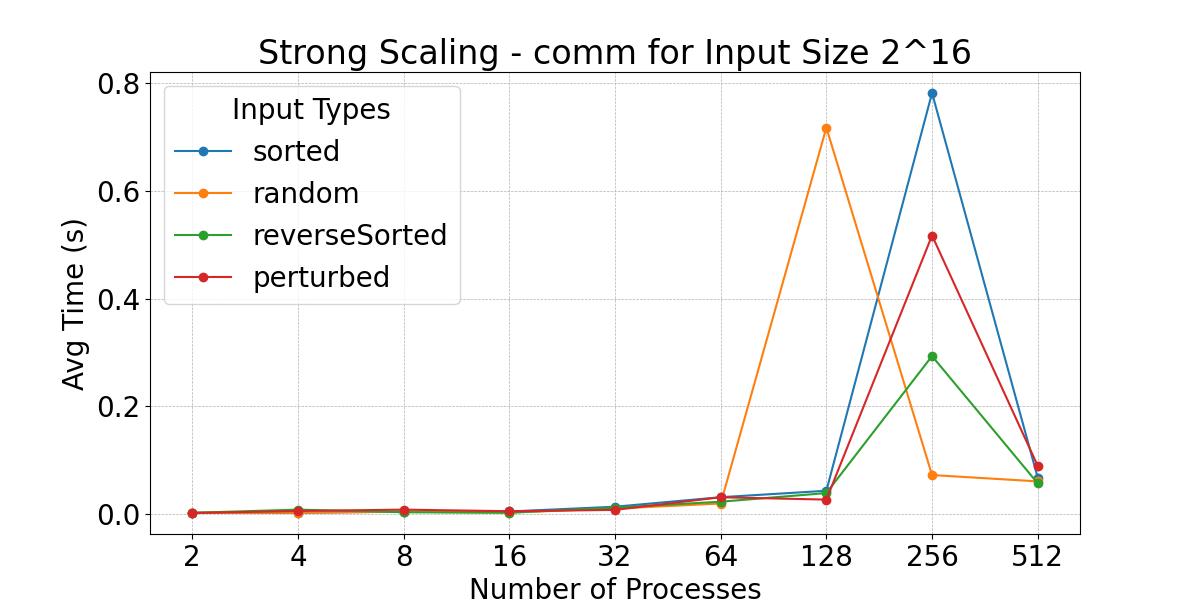 Strong Scaling - comm for Input Size 2^16
Avg Time (s)
0.8
0.6
0.4
0.2
0.0
Input Types
sorted
random
reverseSorted
perturbed
2 4 8 16 32 64 128 256 512
Number of Processes